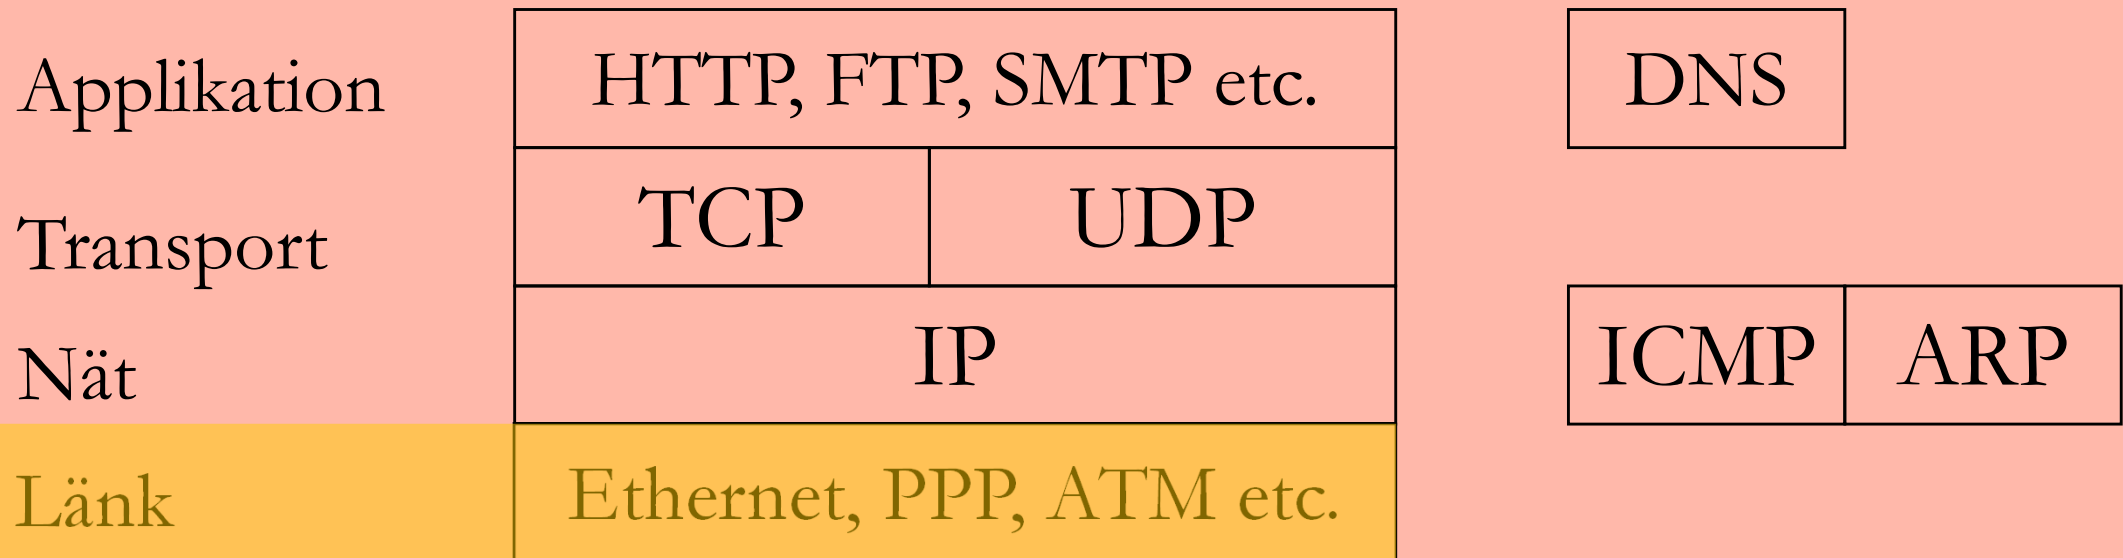 Applikation HTTP, FTP, SMTP etc. DNS
Transport TCP UDP
Nät IP ICMP ARP
Länk Ethernet, PPP, ATM etc.